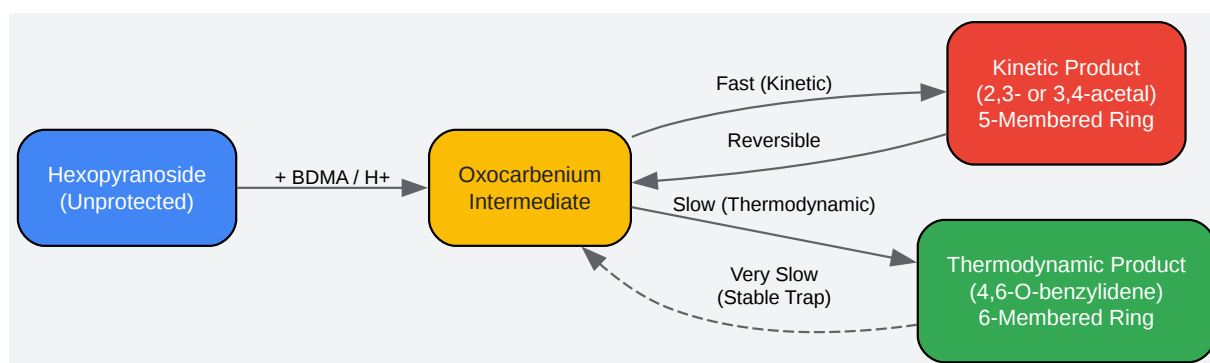 Hexopyranoside
(Unprotected)
+ BDMA / H+
Oxocarbenium
Intermediate
Fast (Kinetic)
Reversible
Slow (Thermodynamic)
Very Slow
(Stable Trap)
Kinetic Product
(2,3- or 3,4-acetal)
5-Membered Ring
Thermodynamic Product
(4,6-O-benzylidene)
6-Membered Ring